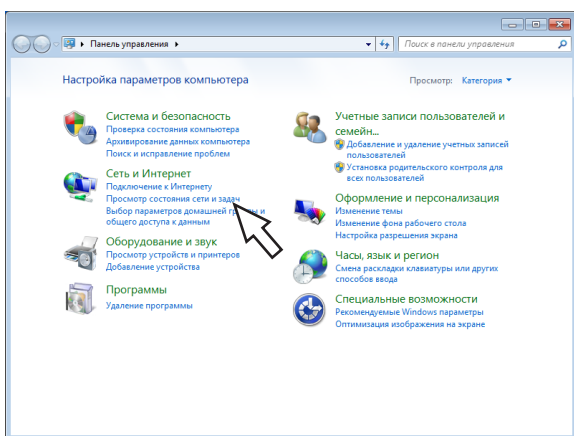 Панель управления
Поиск в панели управления
Настройка параметров компьютера
Просмотр: Категория
Система и безопасность
Проверка состояния компьютера
Архивирование данных компьютера
Поиск и исправление проблем
Сеть и Интернет
Подключение к Интернету
Просмотр состояния сети и задач
Выбор параметров домашней и
общего доступа к данным
Оборудование и звук
Просмотр устройств и принтеров
Добавление устройства
Программы
Удаление программы
Учетные записи пользователей и
семейн...
Добавление и удаление учетных записей
пользователей
Установка родительского контроля для
всех пользователей
Оформление и персонализация
Изменение темы
Изменение фона рабочего стола
Настройка разрешения экрана
Часы, язык и регион
Смена раскладки клавиатуры или других
способов ввода
Специальные возможности
Рекомендуемые Windows параметры
Оптимизация изображения на экране